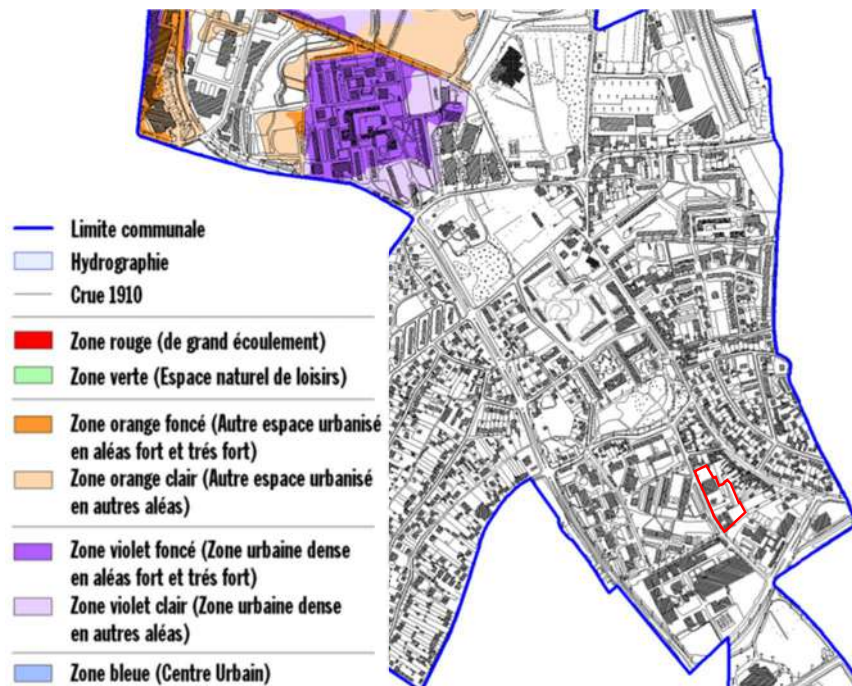 Limite communale
Hydrographie
Crue 1910
Zone rouge (de grand écoulement)
Zone verte (Espace naturel de loisirs)
Zone orange foncé (Autre espace urbanisé
en aléas fort et trés fort)
Zone orange clair (Autre espace urbanisé
en autres aléas)
Zone violet foncé (Zone urbaine dense
en aléas fort et trés fort)
Zone violet clair (Zone urbaine dense
en autres aléas)
Zone bleue (Centre Urbain)